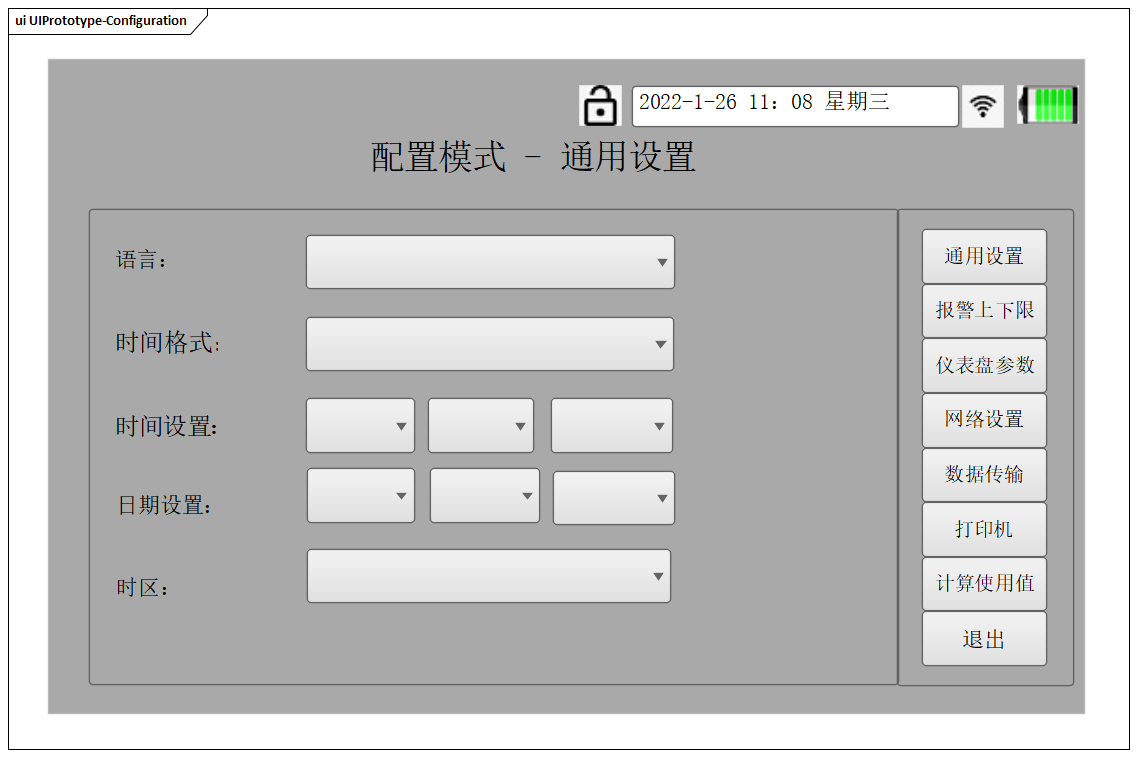 ui UIPrototype-Configuration
2022-1-26 11：08 星期三
配置模式 - 通用设置
语言：
时间格式：
时间设置：
日期设置：
时区：
通用设置
报警上下限
仪表盘参数
网络设置
数据传输
打印机
计算使用值
退出